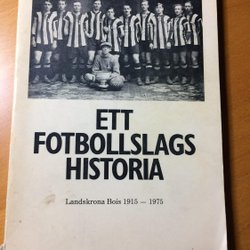 ETT
FOTBOLLSLAGS
HISTORIA
Landskrona Bois 1915 — 1975